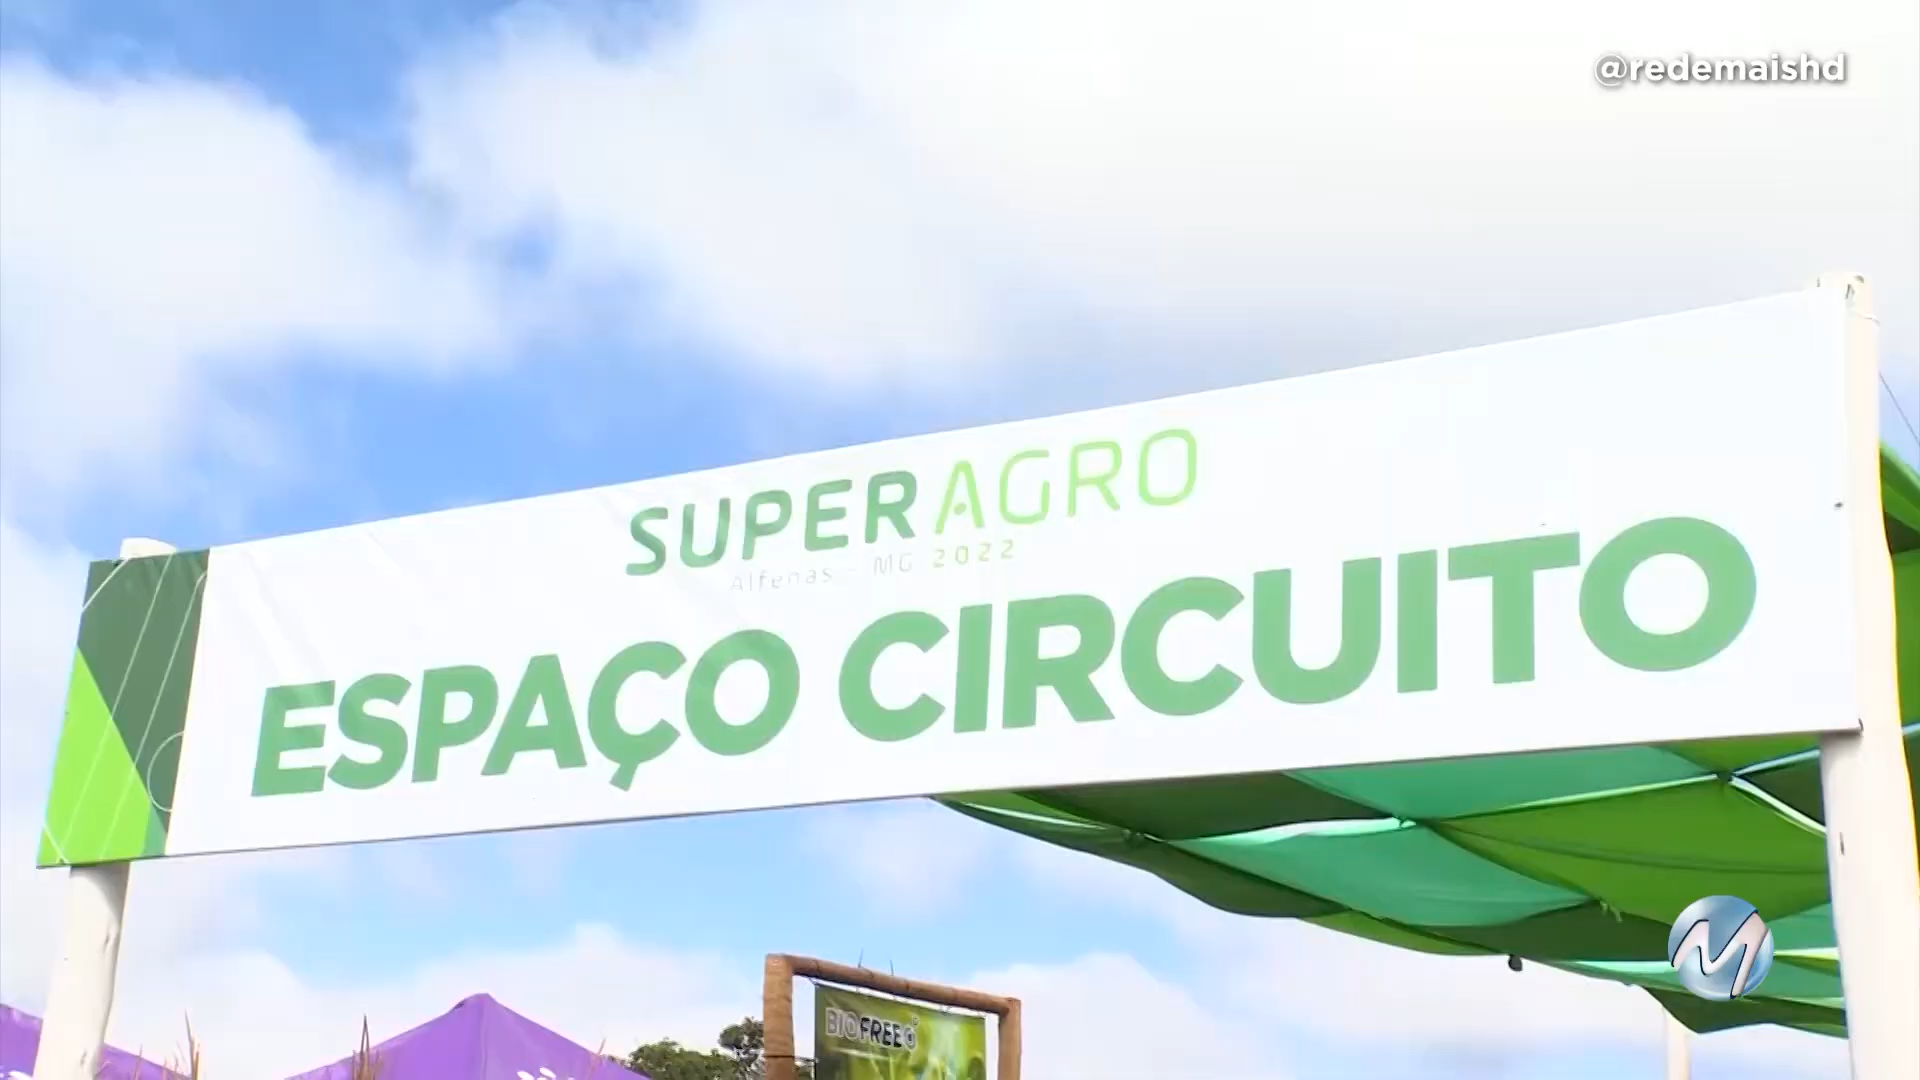 @redemaishd
SUPERAGRO
Alfenas - MG 2022
ESPAÇO CIRCUITO
BIOFREE
M